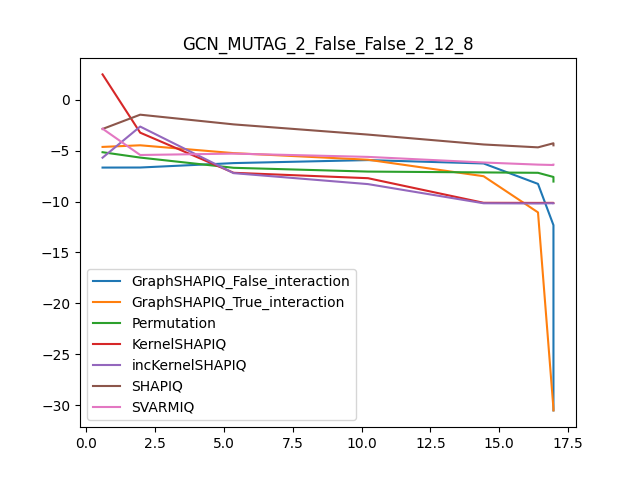 GCN_MUTAG_2_False_False_2_12_8
0
−5
−10
−15
−20
−25
−30
GraphSHAPIQ_False_interaction
GraphSHAPIQ_True_interaction
Permutation
KernelSHAPIQ
incKernelSHAPIQ
SHAPIQ
SVARMIQ
0.0 2.5 5.0 7.5 10.0 12.5 15.0 17.5